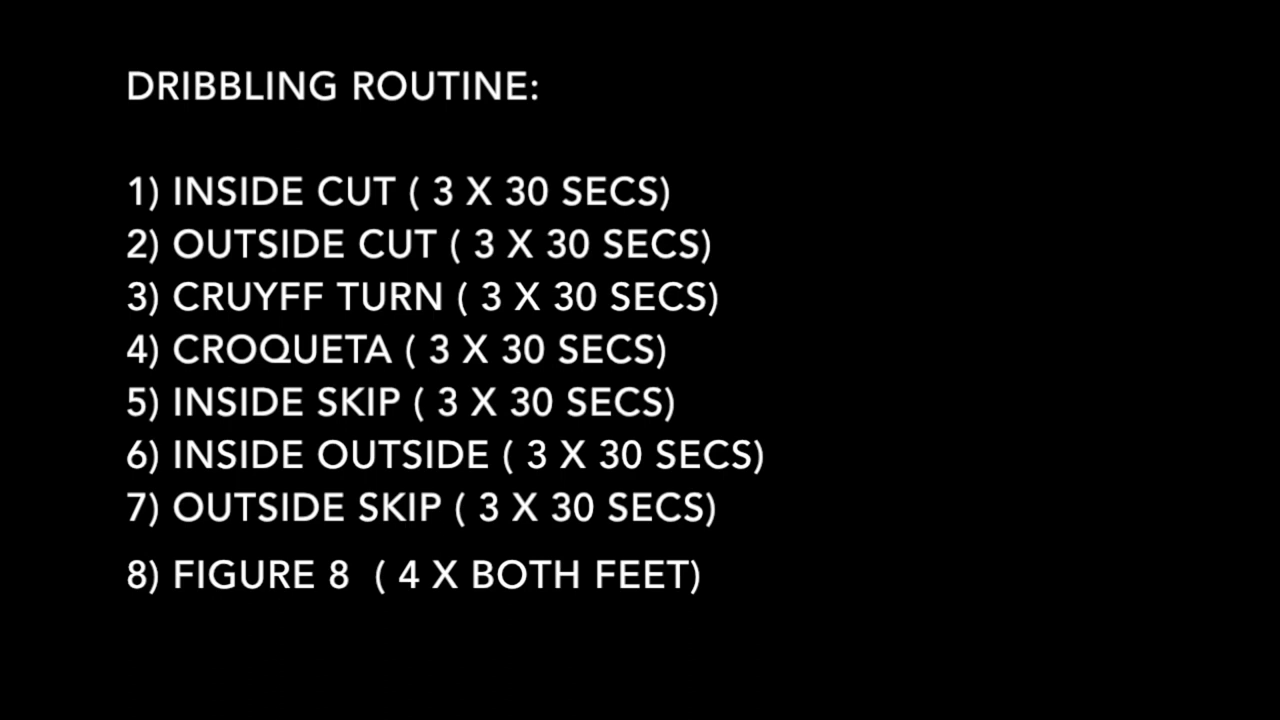 DRIBBLING ROUTINE:
1) INSIDE CUT ( 3 X 30 SECS)
2) OUTSIDE CUT ( 3 X 30 SECS)
3) CRUYFF TURN ( 3 X 30 SECS)
4) CROQUETA ( 3 X 30 SECS)
5) INSIDE SKIP ( 3 X 30 SECS)
6) INSIDE OUTSIDE ( 3 X 30 SECS)
7) OUTSIDE SKIP ( 3 X 30 SECS)
8) FIGURE 8  ( 4 X BOTH FEET)